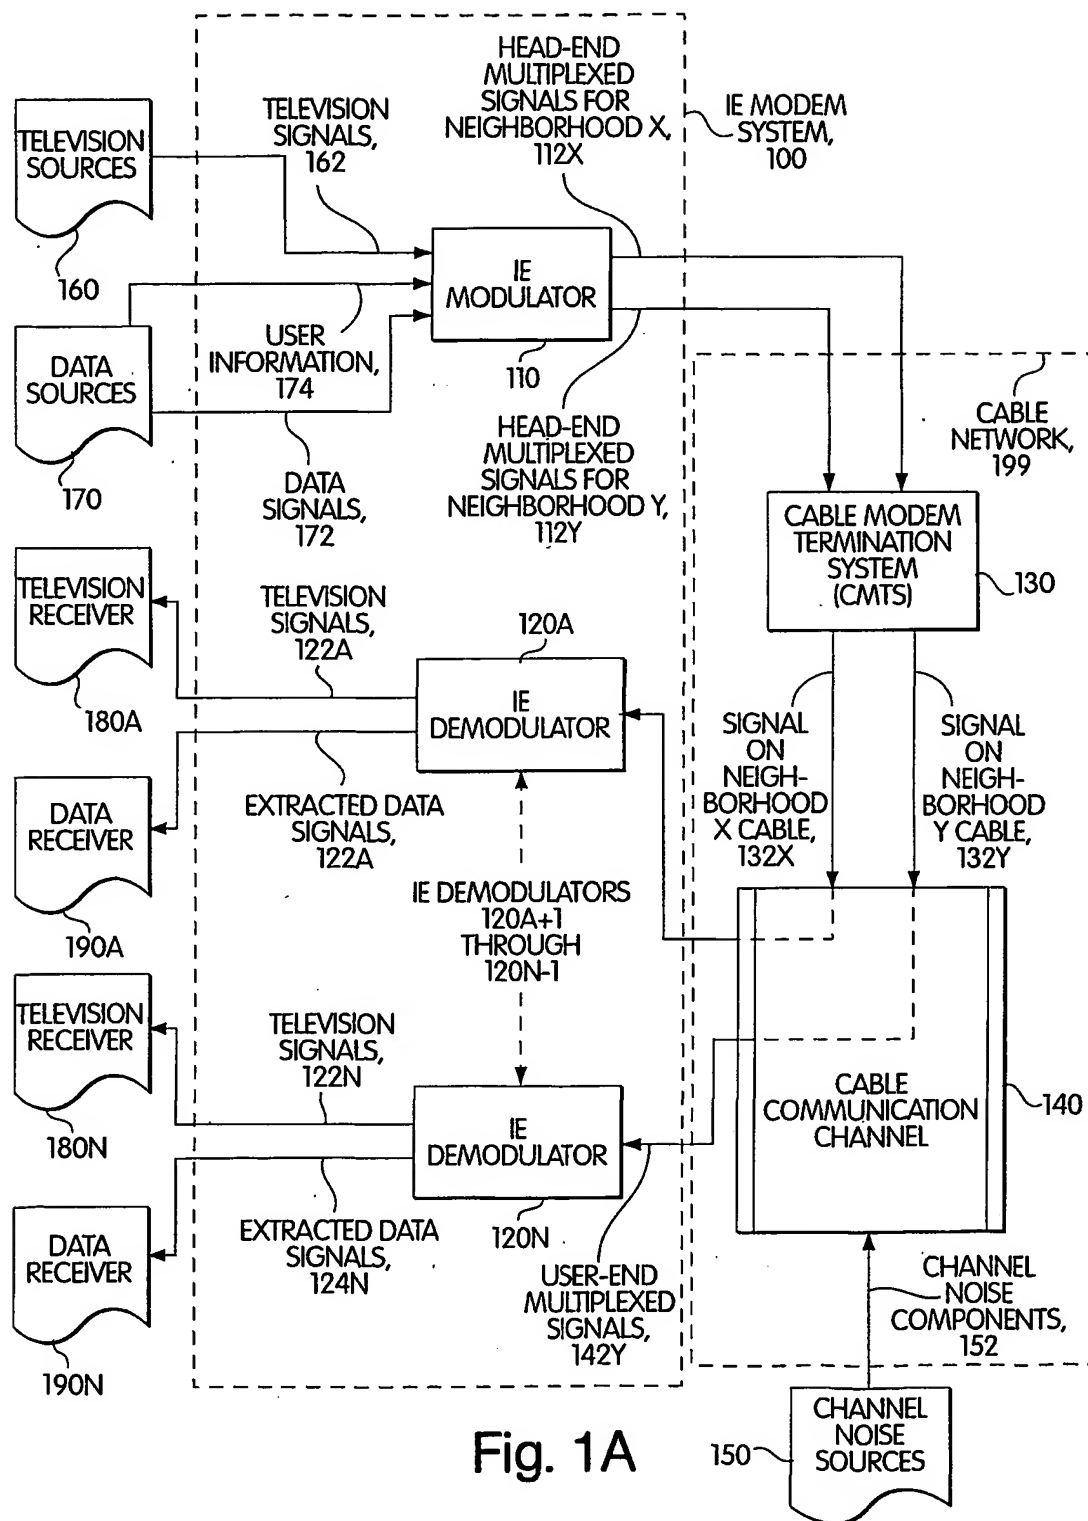 HEAD-END
MULTIPLEXED
SIGNALS FOR
NEIGHBORHOOD X,
112X
IE MODEM
SYSTEM,
100
TELEVISION
SIGNALS,
162
TELEVISION
SOURCES
160
IE
MODULATOR
110
USER
INFORMATION,
174
DATA
SOURCES
170
DATA
SIGNALS,
172
HEAD-END
MULTIPLEXED
SIGNALS FOR
NEIGHBORHOOD Y,
112Y
CABLE
NETWORK,
199
CABLE MODEM
TERMINATION
SYSTEM
(CMTS)
130
TELEVISION
RECEIVER
180A
TELEVISION
SIGNALS,
122A
120A
IE
DEMODULATOR
SIGNAL
ON
NEIGH-
BORHOOD
X CABLE,
132X
SIGNAL
ON
NEIGH-
BORHOOD
Y CABLE,
132Y
DATA
RECEIVER
190A
EXTRACTED DATA
SIGNALS,
122A
IE DEMODULATORS
120A+1
THROUGH
120N-1
TELEVISION
RECEIVER
180N
TELEVISION
SIGNALS,
122N
IE
DEMODULATOR
120N
CABLE
COMMUNICATION
CHANNEL
140
DATA
RECEIVER
190N
EXTRACTED DATA
SIGNALS,
124N
USER-END
MULTIPLEXED
SIGNALS,
142Y
CHANNEL
NOISE
COMPONENTS,
152
CHANNEL
NOISE
SOURCES
150
Fig. 1A